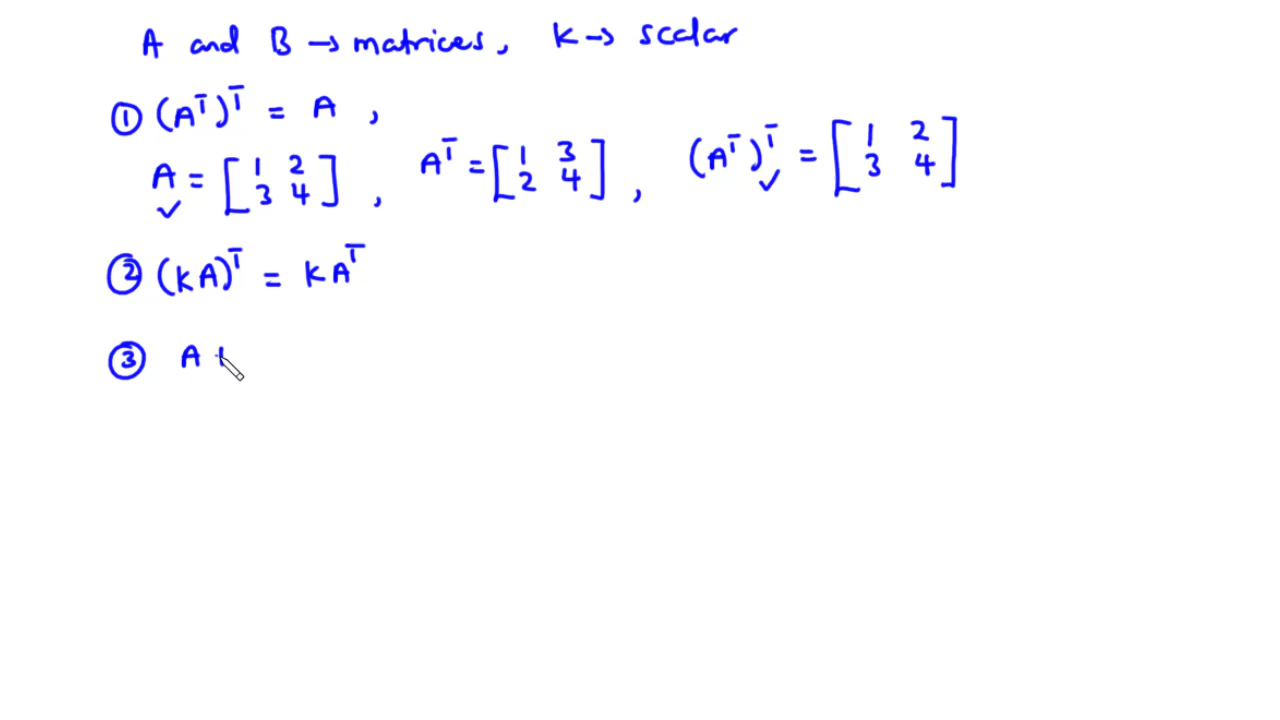 A and B → matrices, K → scalar
① (Aᵀ)ᵀ = A ,
A = [1 2; 3 4] , Aᵀ = [1 3; 2 4] , (Aᵀ)ᵀ = [1 2; 3 4]
✓ ✓
② (KA)ᵀ = KAᵀ
③ A